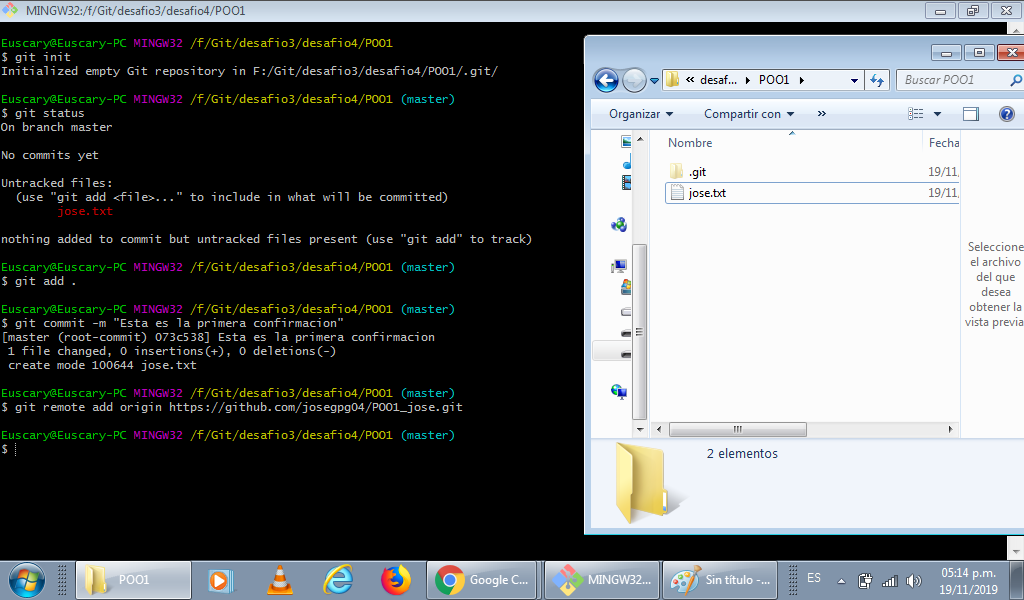 MINGW32:/f/Git/desafio3/desafio4/POO1
Euscary@Euscary-PC MINGW32 /f/Git/desafio3/desafio4/POO1
$ git init
Initialized empty Git repository in F:/Git/desafio3/desafio4/POO1/.git/
Euscary@Euscary-PC MINGW32 /f/Git/desafio3/desafio4/POO1 (master)
$ git status
On branch master
No commits yet
Untracked files:
(use "git add <file>..." to include in what will be committed)
jose.txt
nothing added to commit but untracked files present (use "git add" to track)
Euscary@Euscary-PC MINGW32 /f/Git/desafio3/desafio4/POO1 (master)
$ git add .
Euscary@Euscary-PC MINGW32 /f/Git/desafio3/desafio4/POO1 (master)
$ git commit -m "Esta es la primera confirmacion"
[master (root-commit) 073c538] Esta es la primera confirmacion
1 file changed, 0 insertions(+), 0 deletions(-)
create mode 100644 jose.txt
Euscary@Euscary-PC MINGW32 /f/Git/desafio3/desafio4/POO1 (master)
$ git remote add origin https://github.com/josegpg04/POO1_jose.git
Euscary@Euscary-PC MINGW32 /f/Git/desafio3/desafio4/POO1 (master)
$
« desaf... POO1
Buscar POO1
Organizar Compartir con »
Nombre Fecha
.git 19/11,
jose.txt 19/11,
Seleccione
el archivo
del que
desea
obtener la
vista previa
2 elementos
POO1
Google C...
MINGW32...
Sin título -...
ES
05:14 p.m.
19/11/2019